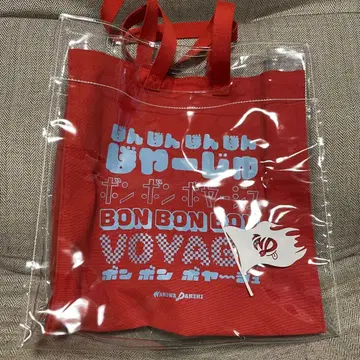 ぼん ぼん ぼん ぼん
ぼやーじゅ
ボン ボン ボヤージュ
BON BON BON
VOYAG
ボン ボン ボヤージュ
NANIWA DANSHI
ND